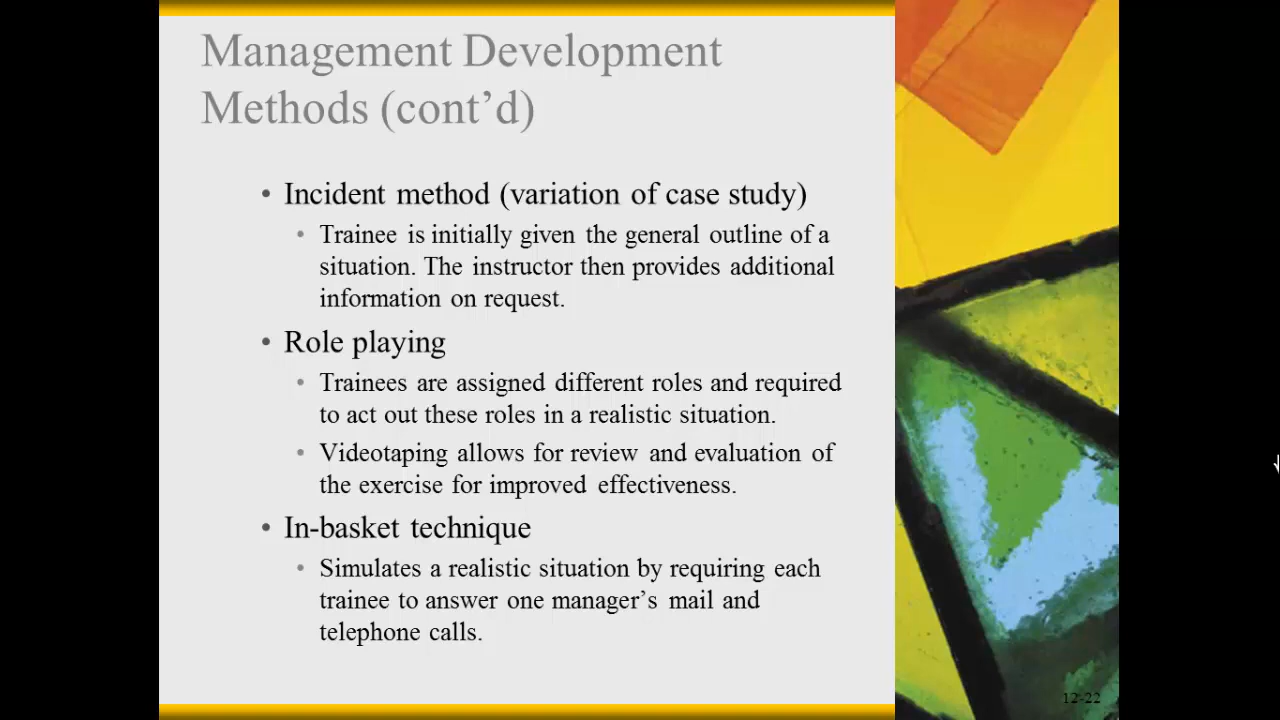 Management Development
Methods (cont’d)
• Incident method (variation of case study)
• Trainee is initially given the general outline of a
situation. The instructor then provides additional
information on request.
• Role playing
• Trainees are assigned different roles and required
to act out these roles in a realistic situation.
• Videotaping allows for review and evaluation of
the exercise for improved effectiveness.
• In-basket technique
• Simulates a realistic situation by requiring each
trainee to answer one manager’s mail and
telephone calls.
12-22